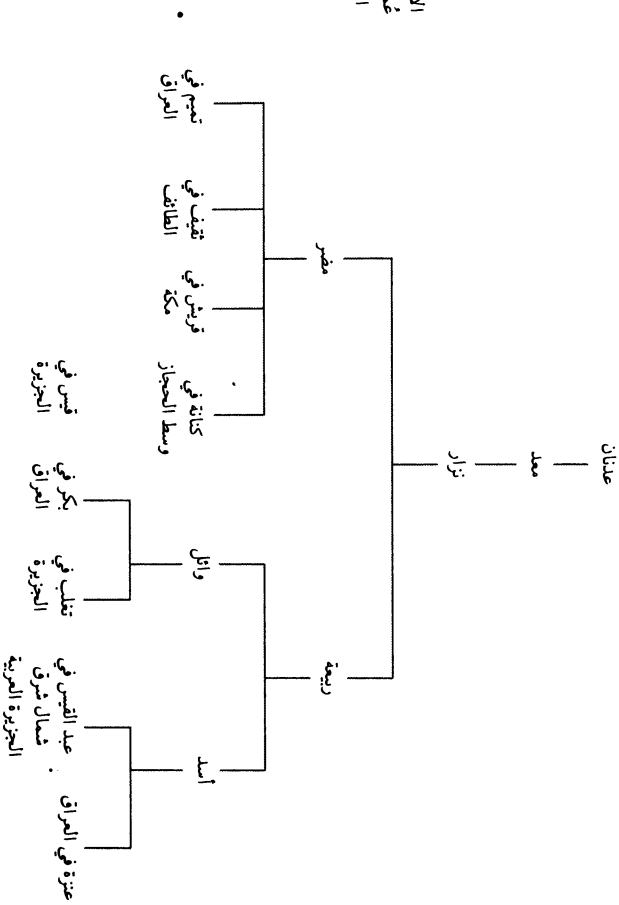 عدنان
معد
نزار
مضر
ربيعة
تميم في
العراق
ثقيف في
الطائف
قريش في
مكة
كنانة في
وسط الحجاز
وائل
أسد
قيس في
الجزيرة
بكر في
العراق
تغلب في
الجزيرة
عبد القيس في
شمال شرق
الجزيرة العربية
عنزة في العراق